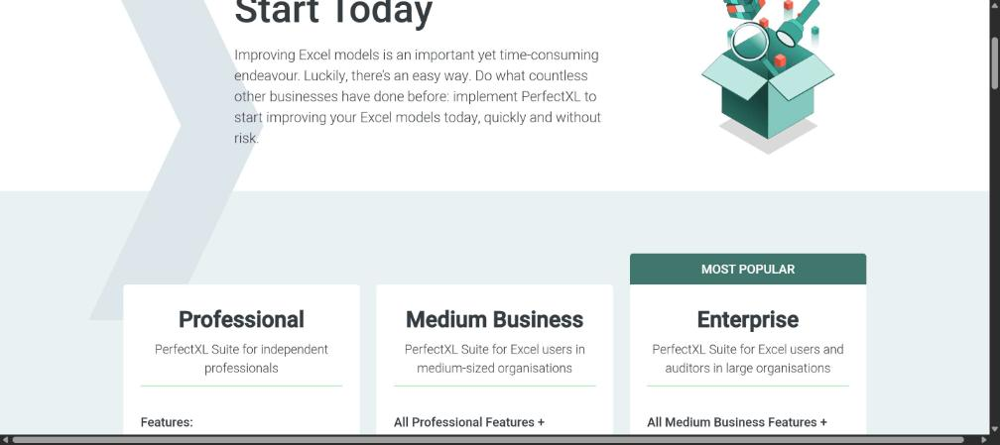 Start Today
Improving Excel models is an important yet time-consuming
endeavour. Luckily, there's an easy way. Do what countless
other businesses have done before: implement PerfectXL to
start improving your Excel models today, quickly and without
risk.
MOST POPULAR
Professional
PerfectXL Suite for independent
professionals
Features:
Medium Business
PerfectXL Suite for Excel users in
medium-sized organisations
All Professional Features +
Enterprise
PerfectXL Suite for Excel users and
auditors in large organisations
All Medium Business Features +